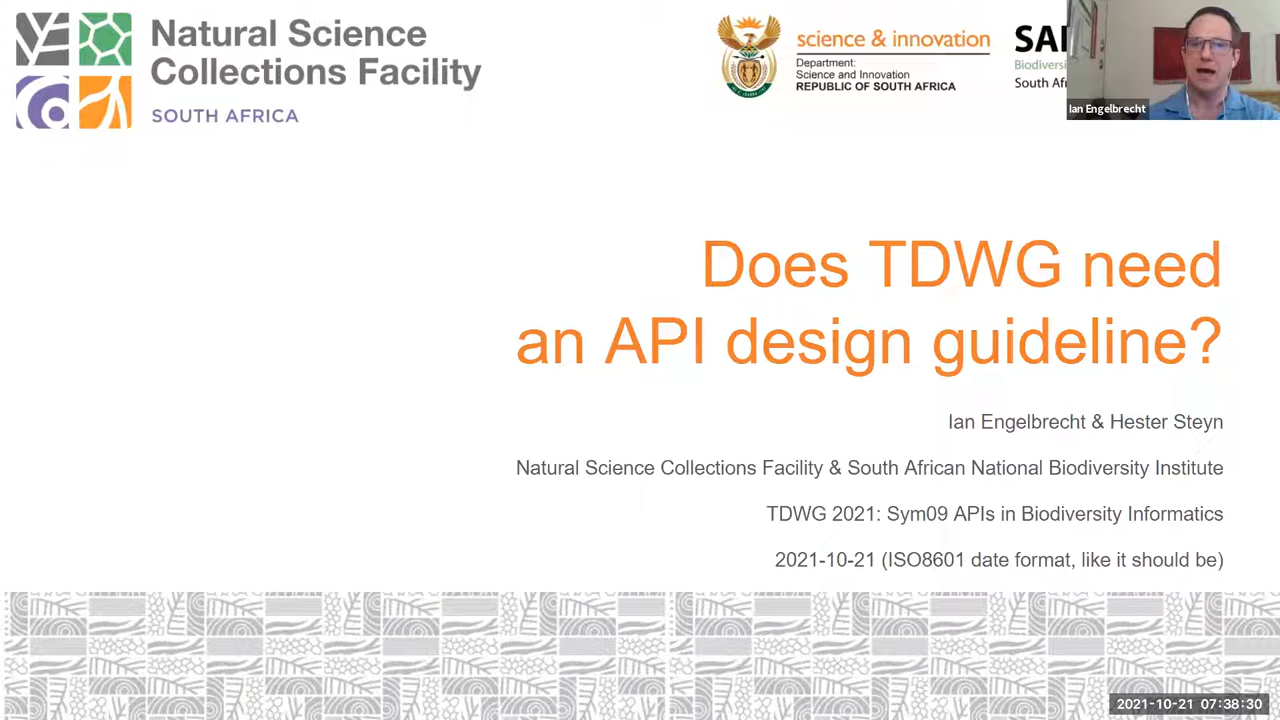 Natural Science
Collections Facility
SOUTH AFRICA
science & innovation
Department:
Science and Innovation
REPUBLIC OF SOUTH AFRICA
Biodiversity
Ian Engelbrecht
Does TDWG need
an API design guideline?
Ian Engelbrecht & Hester Steyn
Natural Science Collections Facility & South African National Biodiversity Institute
TDWG 2021: Sym09 APIs in Biodiversity Informatics
2021-10-21 (ISO8601 date format, like it should be)
2021-10-21 07:38:30